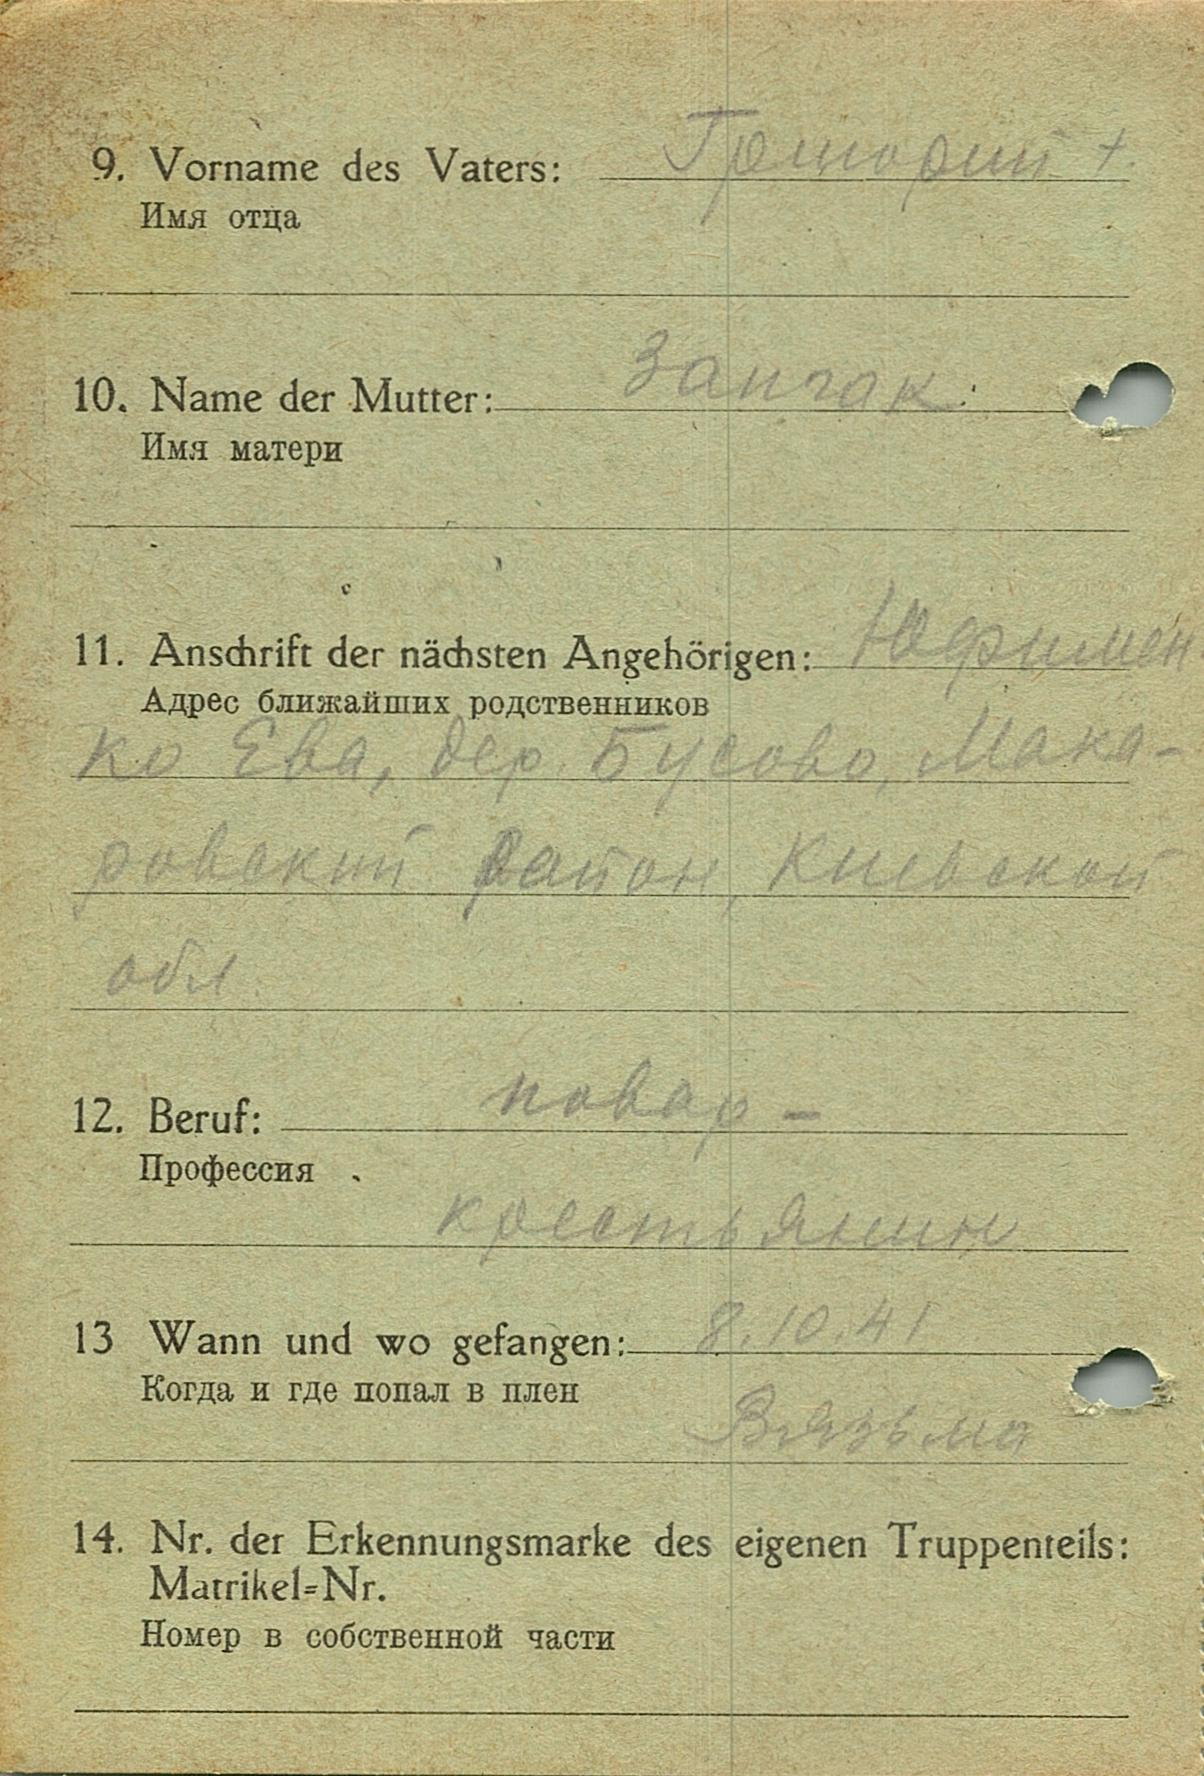 9. Vorname des Vaters: Григорий +
Имя отца
10. Name der Mutter: Запчак
Имя матери
11. Anschrift der nächsten Angehörigen: Юфимен-
Адрес ближайших родственников
ко Ева, дер. Бусово, Мака-
ровский район, Киевской
обл.
12. Beruf: повар -
Профессия
крестьянин
13 Wann und wo gefangen: 8.10.41
Когда и где попал в плен
Вязьма
14. Nr. der Erkennungsmarke des eigenen Truppenteils:
Matrikel=Nr.
Номер в собственной части